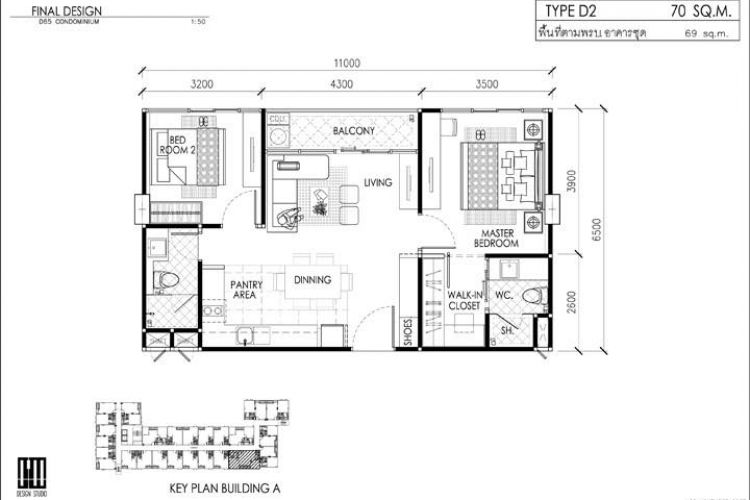 FINAL DESIGN
D65 CONDOMINIUM 1:50
TYPE D2 70 SQ.M.
พื้นที่ตามพรบ.อาคารชุด 69 sq.m.
11000
3200 4300 3500
CDU.
BALCONY
BED
ROOM 2
LIVING
MASTER
BEDROOM
3900
6500
2600
PANTRY
AREA
DINNING
WALK-IN
CLOSET
WC.
SH.
SHOES
KEY PLAN BUILDING A
DESIGN STUDIO